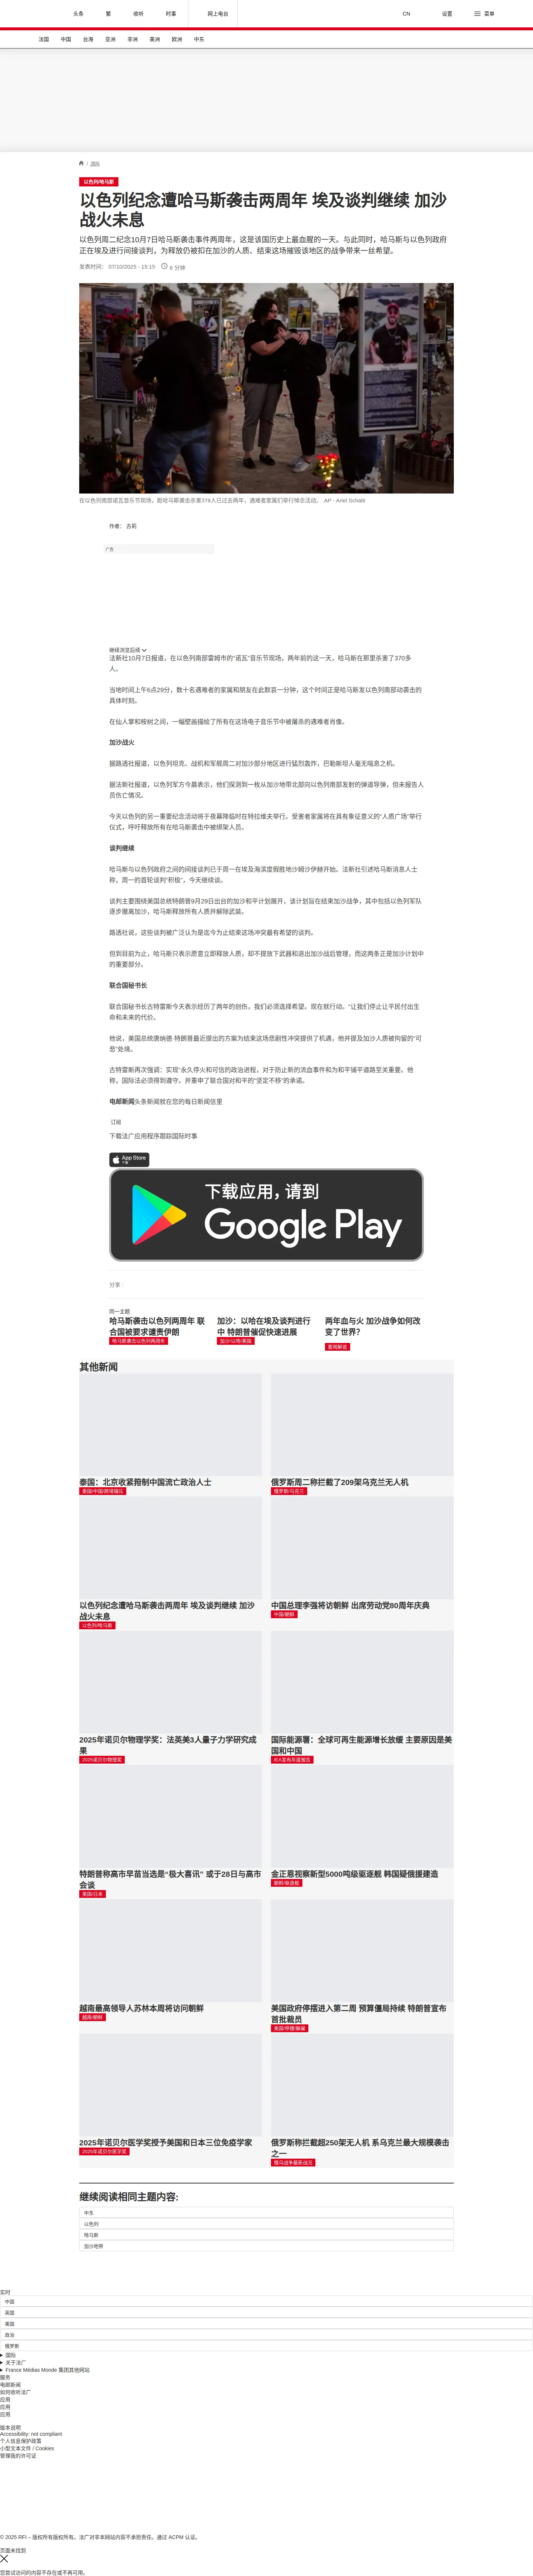 头条
繁
收听
时事
网上电台
CN
设置
菜单
法国
中国
台海
亚洲
非洲
美洲
欧洲
中东
/ 国际
以色列/哈马斯
以色列纪念遭哈马斯袭击两周年 埃及谈判继续 加沙
战火未息
以色列周二纪念10月7日哈马斯袭击事件两周年，这是该国历史上最血腥的一天。与此同时，哈马斯与以色列政府
正在埃及进行间接谈判，为释放仍被扣在加沙的人质、结束这场摧毁该地区的战争带来一丝希望。
发表时间： 07/10/2025 - 15:15
6 分钟
在以色列南部诺瓦音乐节现场，距哈马斯袭击杀害378人已过去两年，遇难者家属们举行悼念活动。 AP - Ariel Schalit
作者： 古莉
广告
继续浏览后续
法新社10月7日报道，在以色列南部雷姆市的“诺瓦”音乐节现场，两年前的这一天，哈马斯在那里杀害了370多
人。
当地时间上午6点29分，数十名遇难者的家属和朋友在此默哀一分钟，这个时间正是哈马斯发以色列南部动袭击的
具体时刻。
在仙人掌和桉树之间，一幅壁画描绘了所有在这场电子音乐节中被屠杀的遇难者肖像。
加沙战火
据路透社报道，以色列坦克、战机和军舰周二对加沙部分地区进行猛烈轰炸，巴勒斯坦人毫无喘息之机。
据法新社报道，以色列军方今晨表示，他们探测到一枚从加沙地带北部向以色列南部发射的弹道导弹，但未报告人
员伤亡情况。
今天以色列的另一重要纪念活动将于夜幕降临时在特拉维夫举行。受害者家属将在具有象征意义的“人质广场”举行
仪式，呼吁释放所有在哈马斯袭击中被绑架人员。
谈判继续
哈马斯与以色列政府之间的间接谈判已于周一在埃及海滨度假胜地沙姆沙伊赫开始。法新社引述哈马斯消息人士
称，周一的首轮谈判“积极”，今天继续谈。
谈判主要围绕美国总统特朗普9月29日出台的加沙和平计划展开，该计划旨在结束加沙战争，其中包括以色列军队
逐步撤离加沙，哈马斯释放所有人质并解除武装。
路透社说，这些谈判被广泛认为是迄今为止结束这场冲突最有希望的谈判。
但到目前为止，哈马斯只表示愿意立即释放人质，却不提放下武器和退出加沙战后管理，而这两条正是加沙计划中
的重要部分。
联合国秘书长
联合国秘书长古特雷斯今天表示经历了两年的创伤，我们必须选择希望。现在就行动。“让我们停止让平民付出生
命和未来的代价。
他说，美国总统唐纳德·特朗普最近提出的方案为结束这场悲剧性冲突提供了机遇，他并提及加沙人质被拘留的“可
悲”处境。
古特雷斯再次强调：实现“永久停火和可信的政治进程，对于防止新的流血事件和为和平铺平道路至关重要。他
称，国际法必须得到遵守，并重申了联合国对和平的“坚定不移”的承诺。
电邮新闻头条新闻就在您的每日新闻信里
订阅
下载法广应用程序跟踪国际时事
App Store
下载
下载应用，请到
Google Play
分享 :
同一主题
哈马斯袭击以色列两周年 联
合国被要求谴责伊朗
哈马斯袭击以色列两周年
加沙：以哈在埃及谈判进行
中 特朗普催促快速进展
加沙/以哈/美国
两年血与火 加沙战争如何改
变了世界?
要闻解说
其他新闻
泰国：北京收紧箝制中国流亡政治人士
泰国/中国/跨境镇压
俄罗斯周二称拦截了209架乌克兰无人机
俄罗斯/乌克兰
以色列纪念遭哈马斯袭击两周年 埃及谈判继续 加沙
战火未息
以色列/哈马斯
中国总理李强将访朝鲜 出席劳动党80周年庆典
中国/朝鲜
2025年诺贝尔物理学奖：法英美3人量子力学研究成
果
2025诺贝尔物理奖
国际能源署：全球可再生能源增长放缓 主要原因是美
国和中国
IEA发布年度报告
特朗普称高市早苗当选是“极大喜讯” 或于28日与高市
会谈
美国/日本
金正恩视察新型5000吨级驱逐舰 韩国疑俄援建造
朝鲜/驱逐舰
越南最高领导人苏林本周将访问朝鲜
越南/朝鲜
美国政府停摆进入第二周 预算僵局持续 特朗普宣布
首批裁员
美国/停摆/解雇
2025年诺贝尔医学奖授予美国和日本三位免疫学家
2025年诺贝尔医学奖
俄罗斯称拦截超250架无人机 系乌克兰最大规模袭击
之一
俄乌战争最新战况
继续阅读相同主题内容:
中东
以色列
哈马斯
加沙地带
实时
中国
英国
美国
政治
俄罗斯
国际
关于法广
France Médias Monde 集团其他网站
服务
电邮新闻
如何收听法广
应用
应用
应用
版本说明
Accessibility: not compliant
个人信息保护政策
小型文本文件 / Cookies
管理我的许可证
© 2025 RFI – 版权所有版权所有。法广对非本网站内容不承担责任。通过 ACPM 认证。
页面未找到
您尝试访问的内容不存在或不再可用。